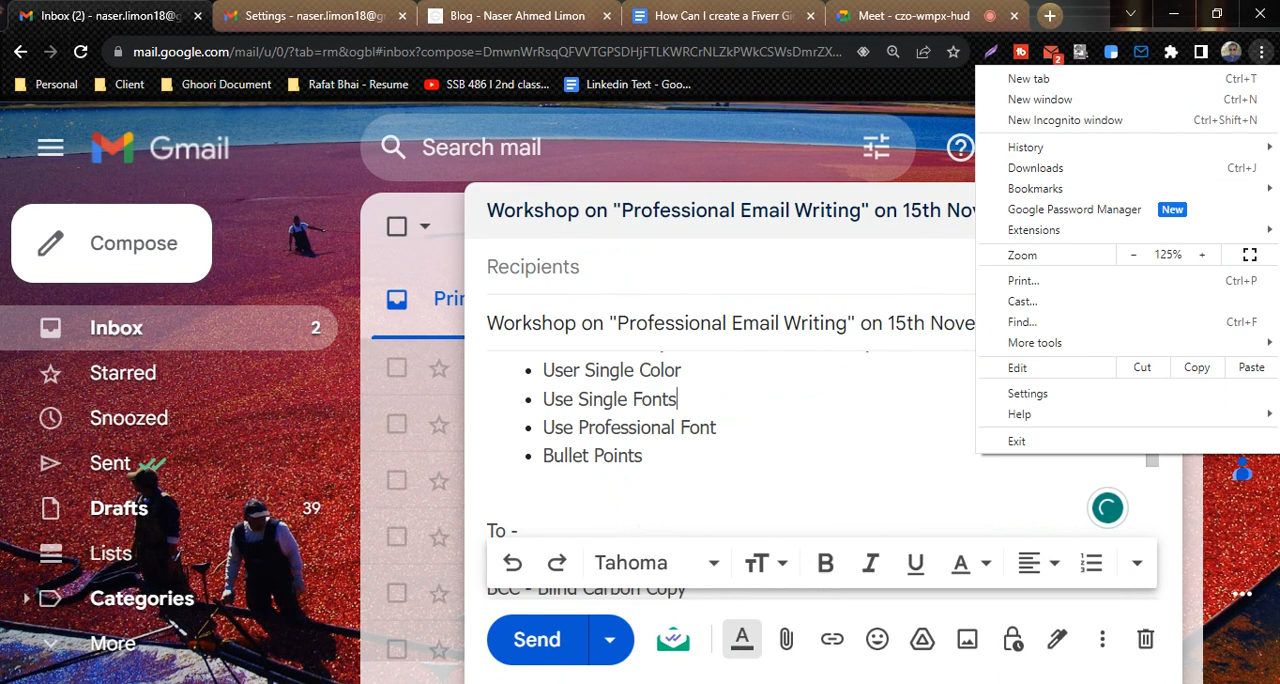 Inbox (2) - naser.limon18@g
Settings - naser.limon18@g
Blog - Naser Ahmed Limon
How Can I create a Fiverr Gi
Meet - czo-wmpx-hud
mail.google.com/mail/u/0/?tab=rm&ogbl#inbox?compose=DmwnWrRsqQFVVTGPSDHjFTLKWRCrNLZkPWkCSWsDmrZX...
2
Personal
Client
Ghoori Document
Rafat Bhai - Resume
SSB 486 I 2nd class...
Linkedin Text - Goo...
Gmail
Search mail
Compose
Inbox 2
Starred
Snoozed
Sent
Drafts 39
Lists
Categories
More
Prir
Workshop on "Professional Email Writing" on 15th Nov
Recipients
Workshop on "Professional Email Writing" on 15th Nove
• User Single Color
• Use Single Fonts
• Use Professional Font
• Bullet Points
To -
Tahoma
BCC - Blind Carbon Copy
Send
New tab Ctrl+T
New window Ctrl+N
New Incognito window Ctrl+Shift+N
History
Downloads Ctrl+J
Bookmarks
Google Password Manager New
Extensions
Zoom - 125% +
Print... Ctrl+P
Cast...
Find... Ctrl+F
More tools
Edit Cut Copy Paste
Settings
Help
Exit